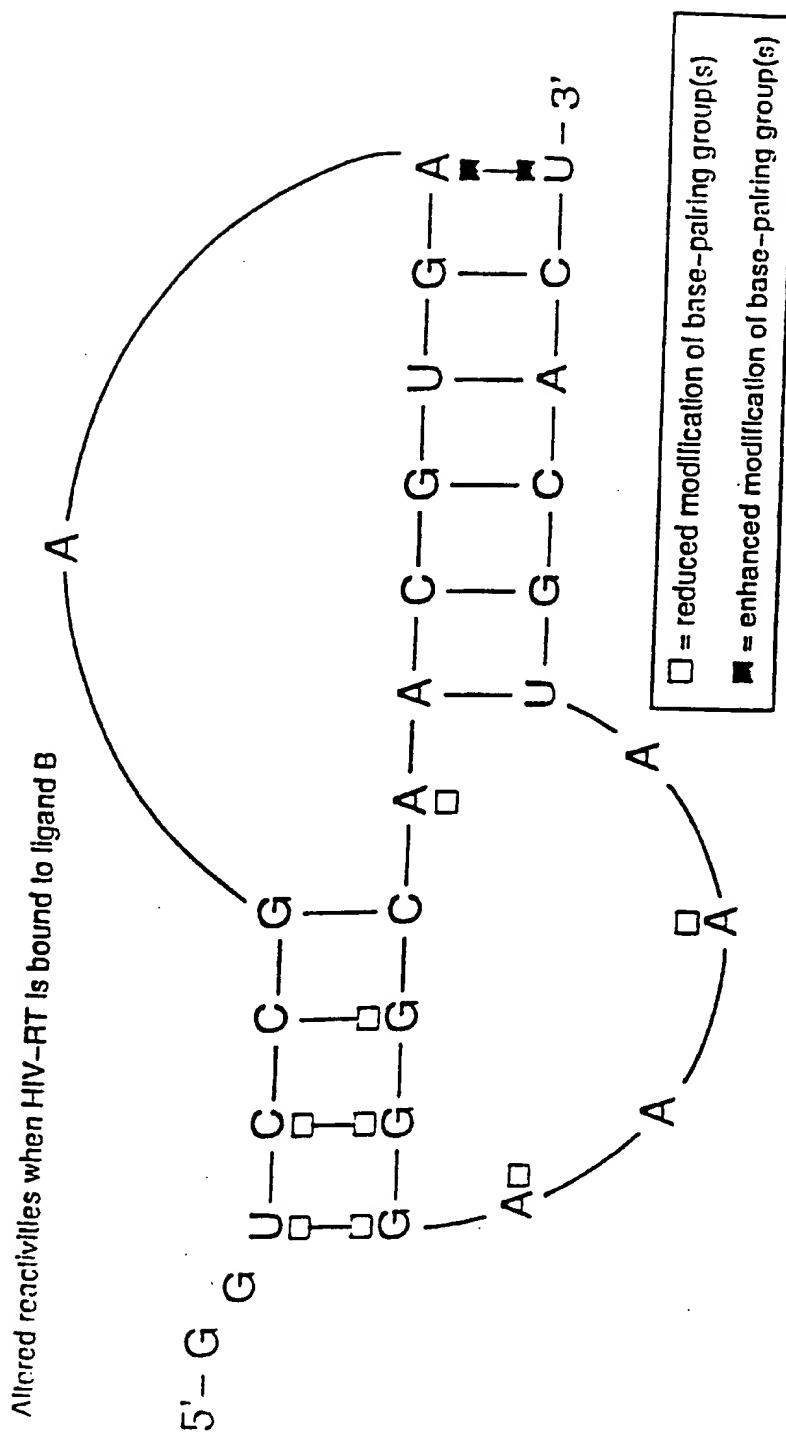 Altered reactivities when HIV–RT is bound to ligand B
A
5'–G
G
U–C–C–G
G–G–G–C–A–A–C–G–U–G–A
U–G–C–A–C–U–3'
A
A
A
A
□ = reduced modification of base–pairing group(s)
■ = enhanced modification of base–pairing group(s)